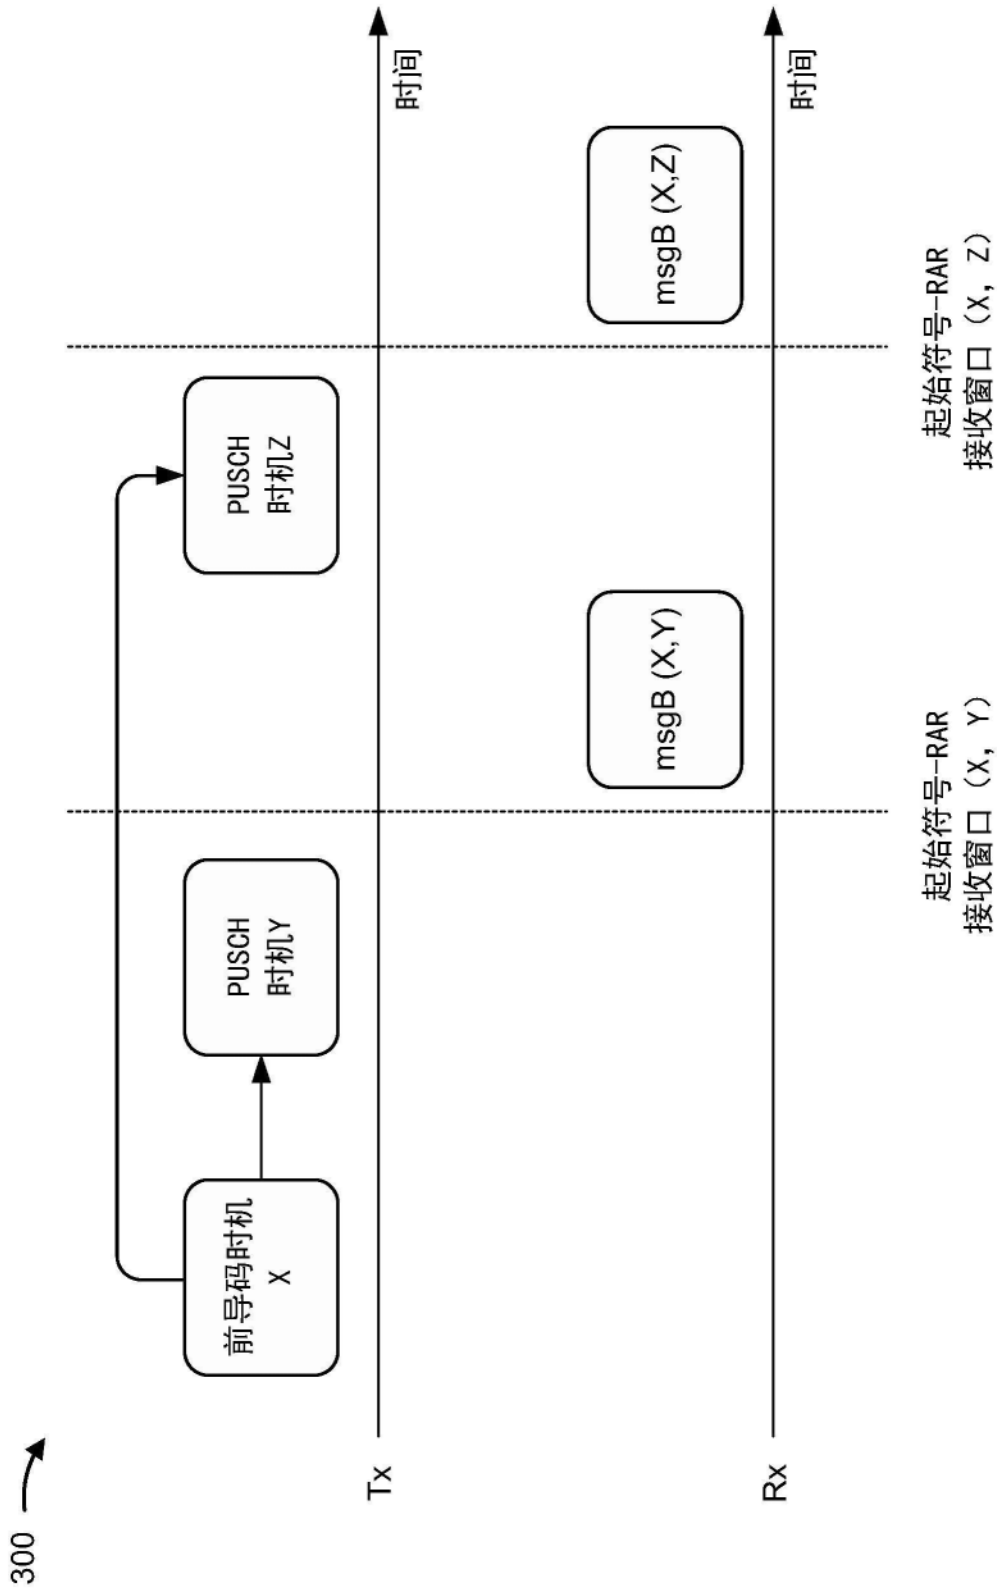 300
前导码时机
X
PUSCH
时机Y
PUSCH
时机Z
Tx
时间
msgB (X,Y)
msgB (X,Z)
Rx
时间
起始符号-RAR
接收窗口（X，Y）
起始符号-RAR
接收窗口（X，Z）